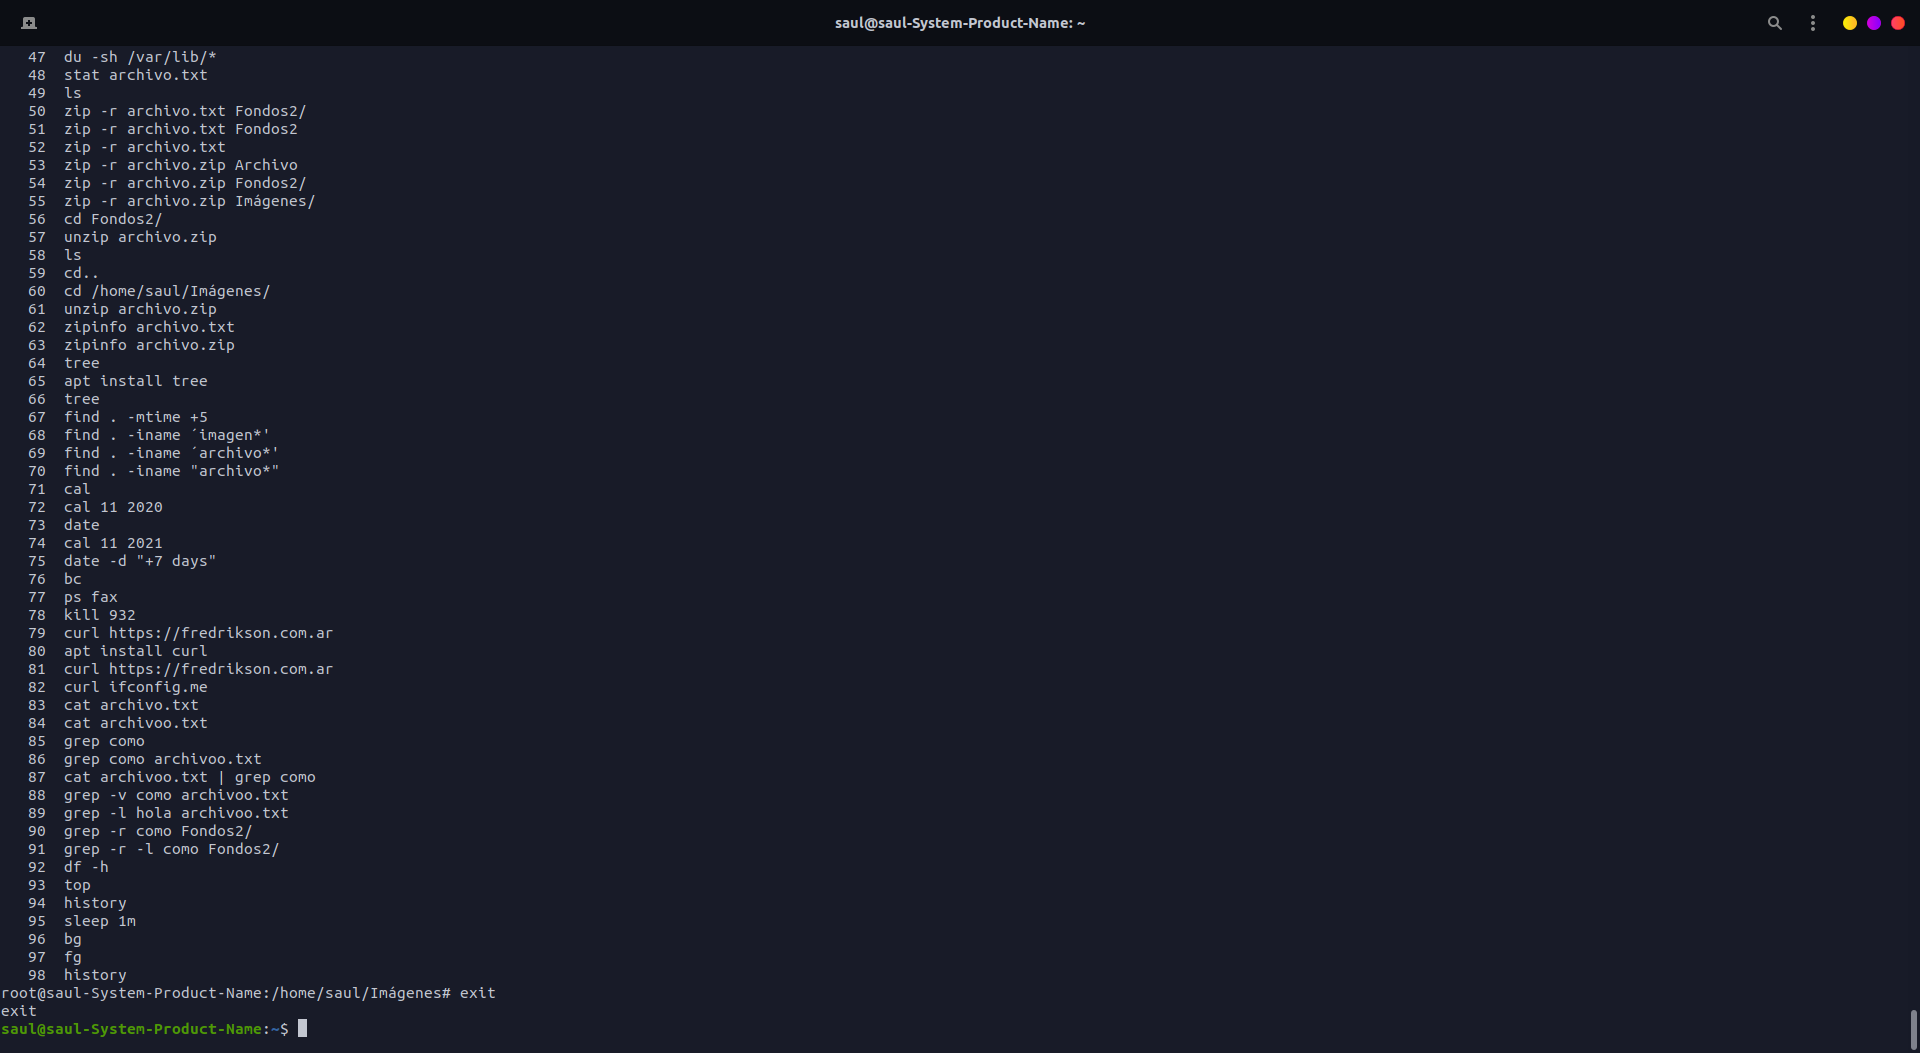 saul@saul-System-Product-Name: ~
47 du -sh /var/lib/*
48 stat archivo.txt
49 ls
50 zip -r archivo.txt Fondos2/
51 zip -r archivo.txt Fondos2
52 zip -r archivo.txt
53 zip -r archivo.zip Archivo
54 zip -r archivo.zip Fondos2/
55 zip -r archivo.zip Imágenes/
56 cd Fondos2/
57 unzip archivo.zip
58 ls
59 cd..
60 cd /home/saul/Imágenes/
61 unzip archivo.zip
62 zipinfo archivo.txt
63 zipinfo archivo.zip
64 tree
65 apt install tree
66 tree
67 find . -mtime +5
68 find . -iname ´imagen*'
69 find . -iname ´archivo*'
70 find . -iname "archivo*"
71 cal
72 cal 11 2020
73 date
74 cal 11 2021
75 date -d "+7 days"
76 bc
77 ps fax
78 kill 932
79 curl https://fredrikson.com.ar
80 apt install curl
81 curl https://fredrikson.com.ar
82 curl ifconfig.me
83 cat archivo.txt
84 cat archivoo.txt
85 grep como
86 grep como archivoo.txt
87 cat archivoo.txt | grep como
88 grep -v como archivoo.txt
89 grep -l hola archivoo.txt
90 grep -r como Fondos2/
91 grep -r -l como Fondos2/
92 df -h
93 top
94 history
95 sleep 1m
96 bg
97 fg
98 history
root@saul-System-Product-Name:/home/saul/Imágenes# exit
exit
saul@saul-System-Product-Name:~$